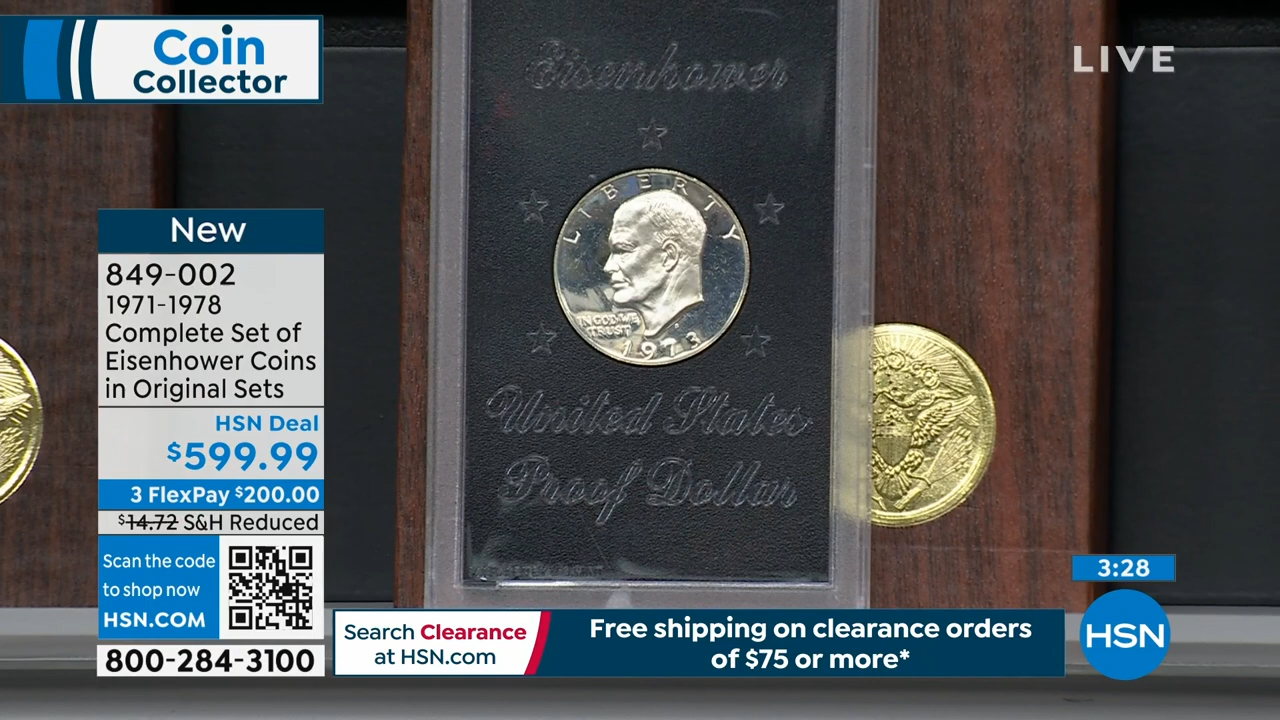 Coin
Collector
LIVE
Eisenhower
LIBERTY
IN GOD WE
TRUST
1973
United States
Proof Dollar
New
849-002
1971-1978
Complete Set of
Eisenhower Coins
in Original Sets
HSN Deal
$599.99
3 FlexPay $200.00
$14.72 S&H Reduced
Scan the code
to shop now
HSN.COM
800-284-3100
Search Clearance
at HSN.com
Free shipping on clearance orders
of $75 or more*
3:28
HSN